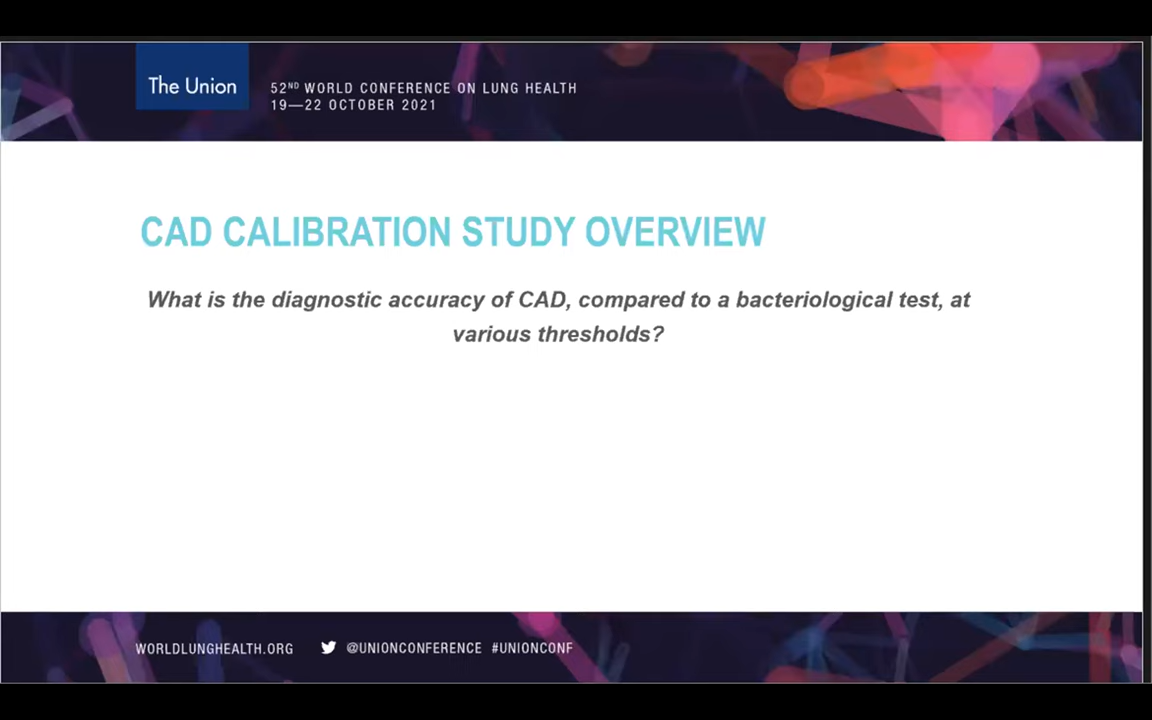 The Union
52ND WORLD CONFERENCE ON LUNG HEALTH
19—22 OCTOBER 2021
CAD CALIBRATION STUDY OVERVIEW
What is the diagnostic accuracy of CAD, compared to a bacteriological test, at
various thresholds?
WORLDLUNGHEALTH.ORG @UNIONCONFERENCE #UNIONCONF